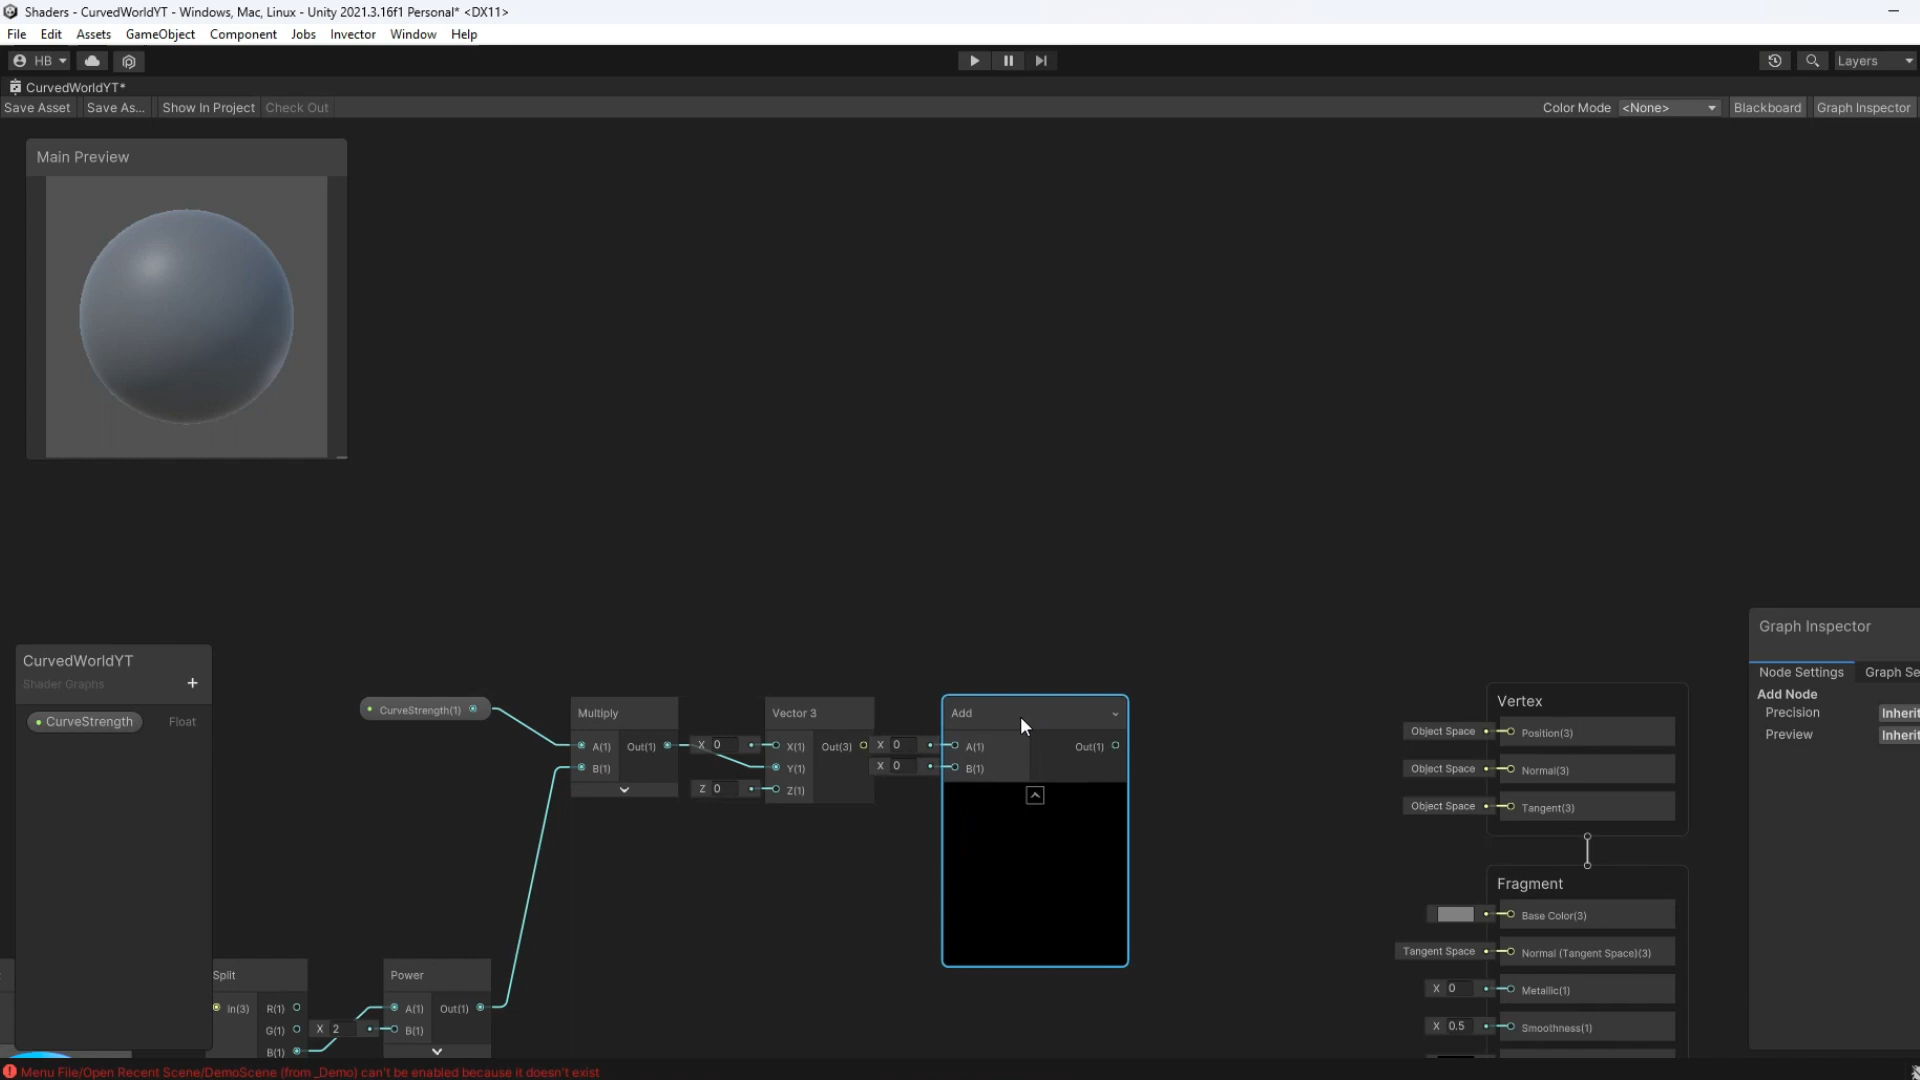 Shaders - CurvedWorldYT - Windows, Mac, Linux - Unity 2021.3.16f1 Personal* <DX11>
File Edit Assets GameObject Component Jobs Invector Window Help
HB
Layers
CurvedWorldYT*
Save Asset Save As... Show In Project Check Out
Color Mode <None> Blackboard Graph Inspector
Main Preview
CurvedWorldYT
Shader Graphs
+
CurveStrength Float
CurveStrength(1)
Multiply
A(1) Out(1)
B(1)
Vector 3
X 0 X(1) Out(3)
Y(1)
Z 0 Z(1)
Add
X 0 A(1) Out(1)
X 0 B(1)
Split
In(3) R(1)
G(1)
B(1)
Power
A(1) Out(1)
X 2 B(1)
Vertex
Object Space Position(3)
Object Space Normal(3)
Object Space Tangent(3)
Fragment
Base Color(3)
Tangent Space Normal (Tangent Space)(3)
X 0 Metallic(1)
X 0.5 Smoothness(1)
Graph Inspector
Node Settings Graph Se
Add Node
Precision Inherit
Preview Inherit
Menu File/Open Recent Scene/DemoScene (from _Demo) can't be enabled because it doesn't exist